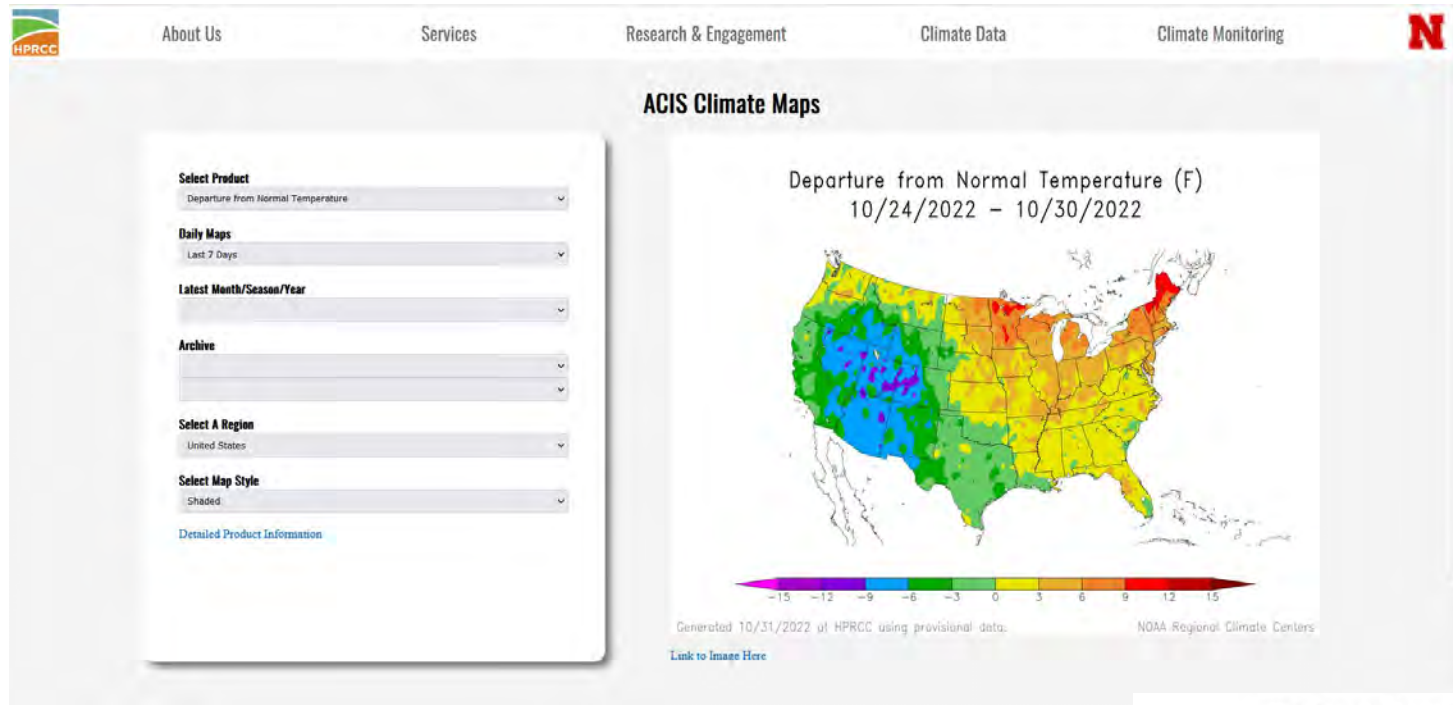 HPRCC
About Us
Services
Research & Engagement
Climate Data
Climate Monitoring
N
ACIS Climate Maps
Select Product
Departure from Normal Temperature
Daily Maps
Last 7 Days
Latest Month/Season/Year
Archive
Select A Region
United States
Select Map Style
Shaded
Detailed Product Information
Departure from Normal Temperature (F)
10/24/2022 – 10/30/2022
−15 −12 −9 −6 −3 0 3 6 9 12 15
Generated 10/31/2022 at HPRCC using provisional data.
NOAA Regional Climate Centers
Link to Image Here